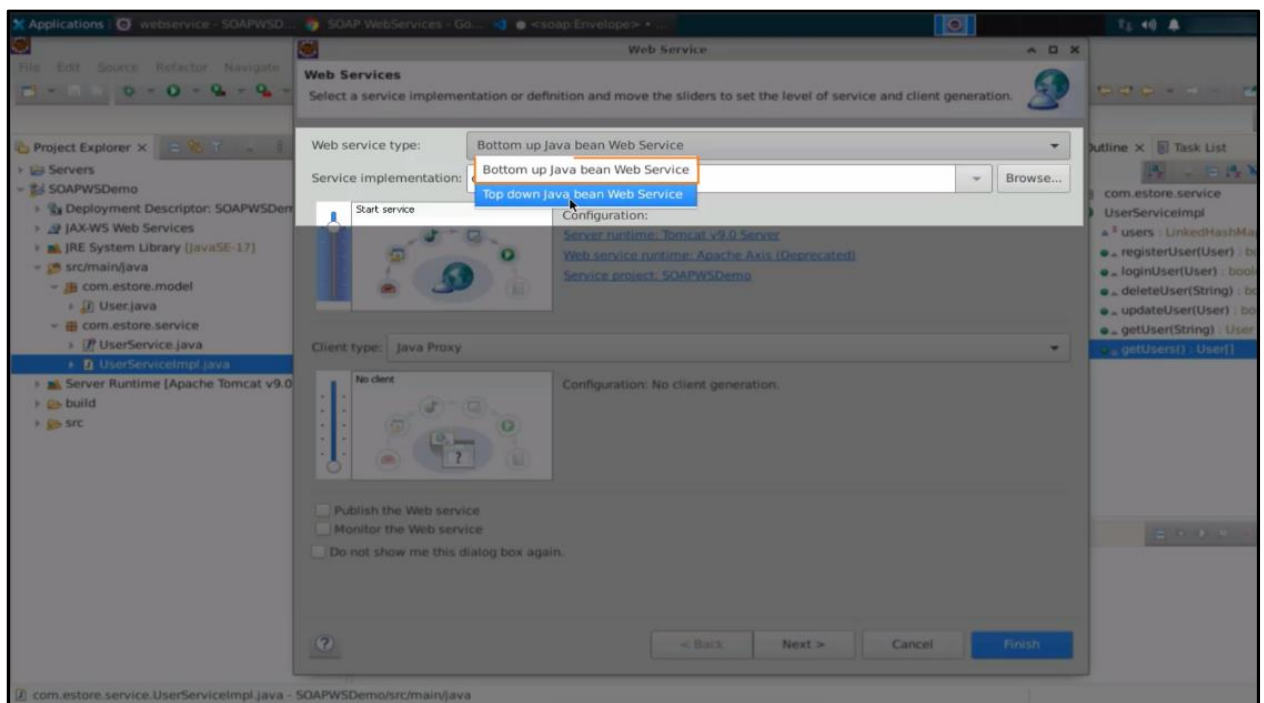 Applications webservice - SOAPWSD... SOAP WebServices - Go... <soap:Envelope> • ...
Web Service
File Edit Source Refactor Navigate
Web Services
Select a service implementation or definition and move the sliders to set the level of service and client generation.
Project Explorer
Servers
SOAPWSDemo
Deployment Descriptor: SOAPWSDem
JAX-WS Web Services
JRE System Library [JavaSE-17]
src/main/java
com.estore.model
User.java
com.estore.service
UserService.java
UserServiceImpl.java
Server Runtime [Apache Tomcat v9.0
build
src
Web service type: Bottom up Java bean Web Service
Bottom up Java bean Web Service
Service implementation: Browse...
Top down Java bean Web Service
Start service
Configuration:
Server runtime: Tomcat v9.0 Server
Web service runtime: Apache Axis (Deprecated)
Service project: SOAPWSDemo
Client type: Java Proxy
No client
Configuration: No client generation.
Publish the Web service
Monitor the Web service
Do not show me this dialog box again.
< Back Next > Cancel Finish
Outline Task List
com.estore.service
UserServiceImpl
users : LinkedHashMa
registerUser(User) : bo
loginUser(User) : boole
deleteUser(String) : bo
updateUser(User) : bo
getUser(String) : User
getUsers() : User[]
com.estore.service.UserServiceImpl.java - SOAPWSDemo/src/main/java